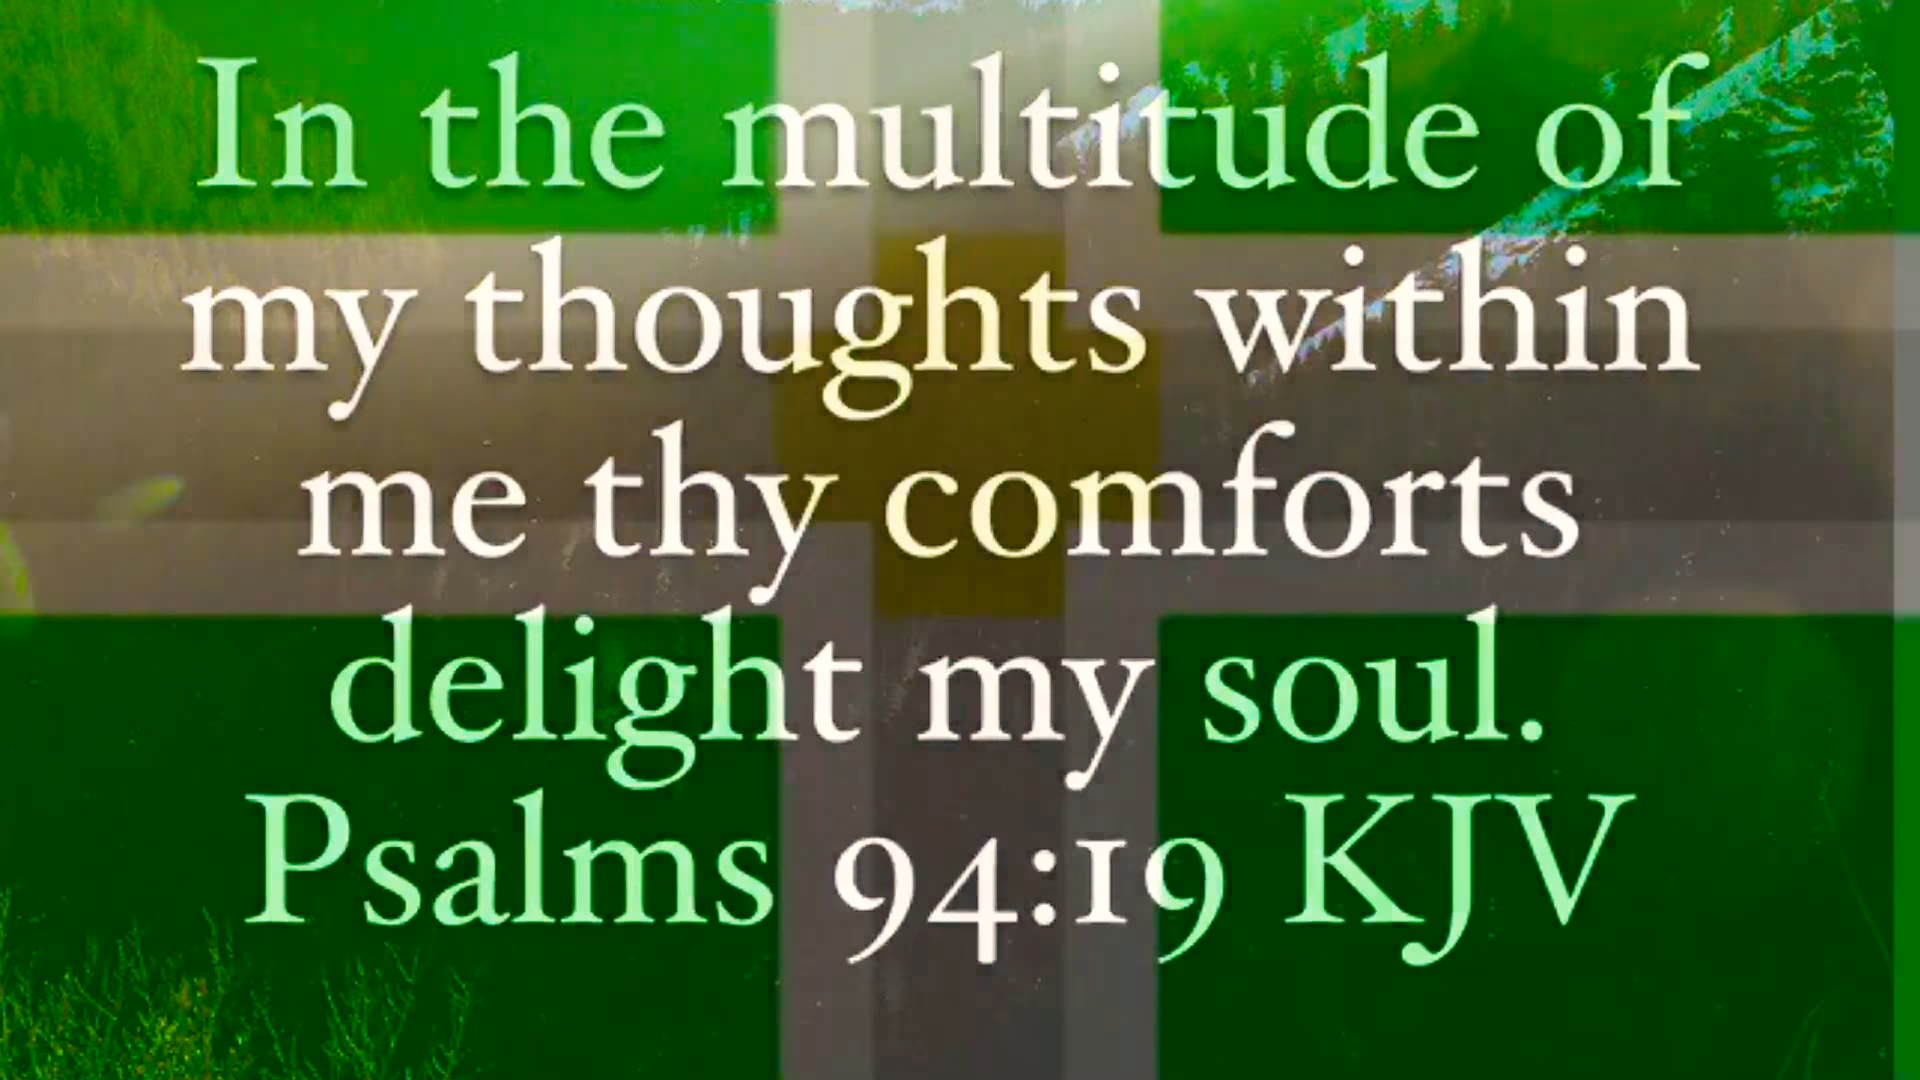 In the multitude of
my thoughts within
me thy comforts
delight my soul.
Psalms 94:19 KJV